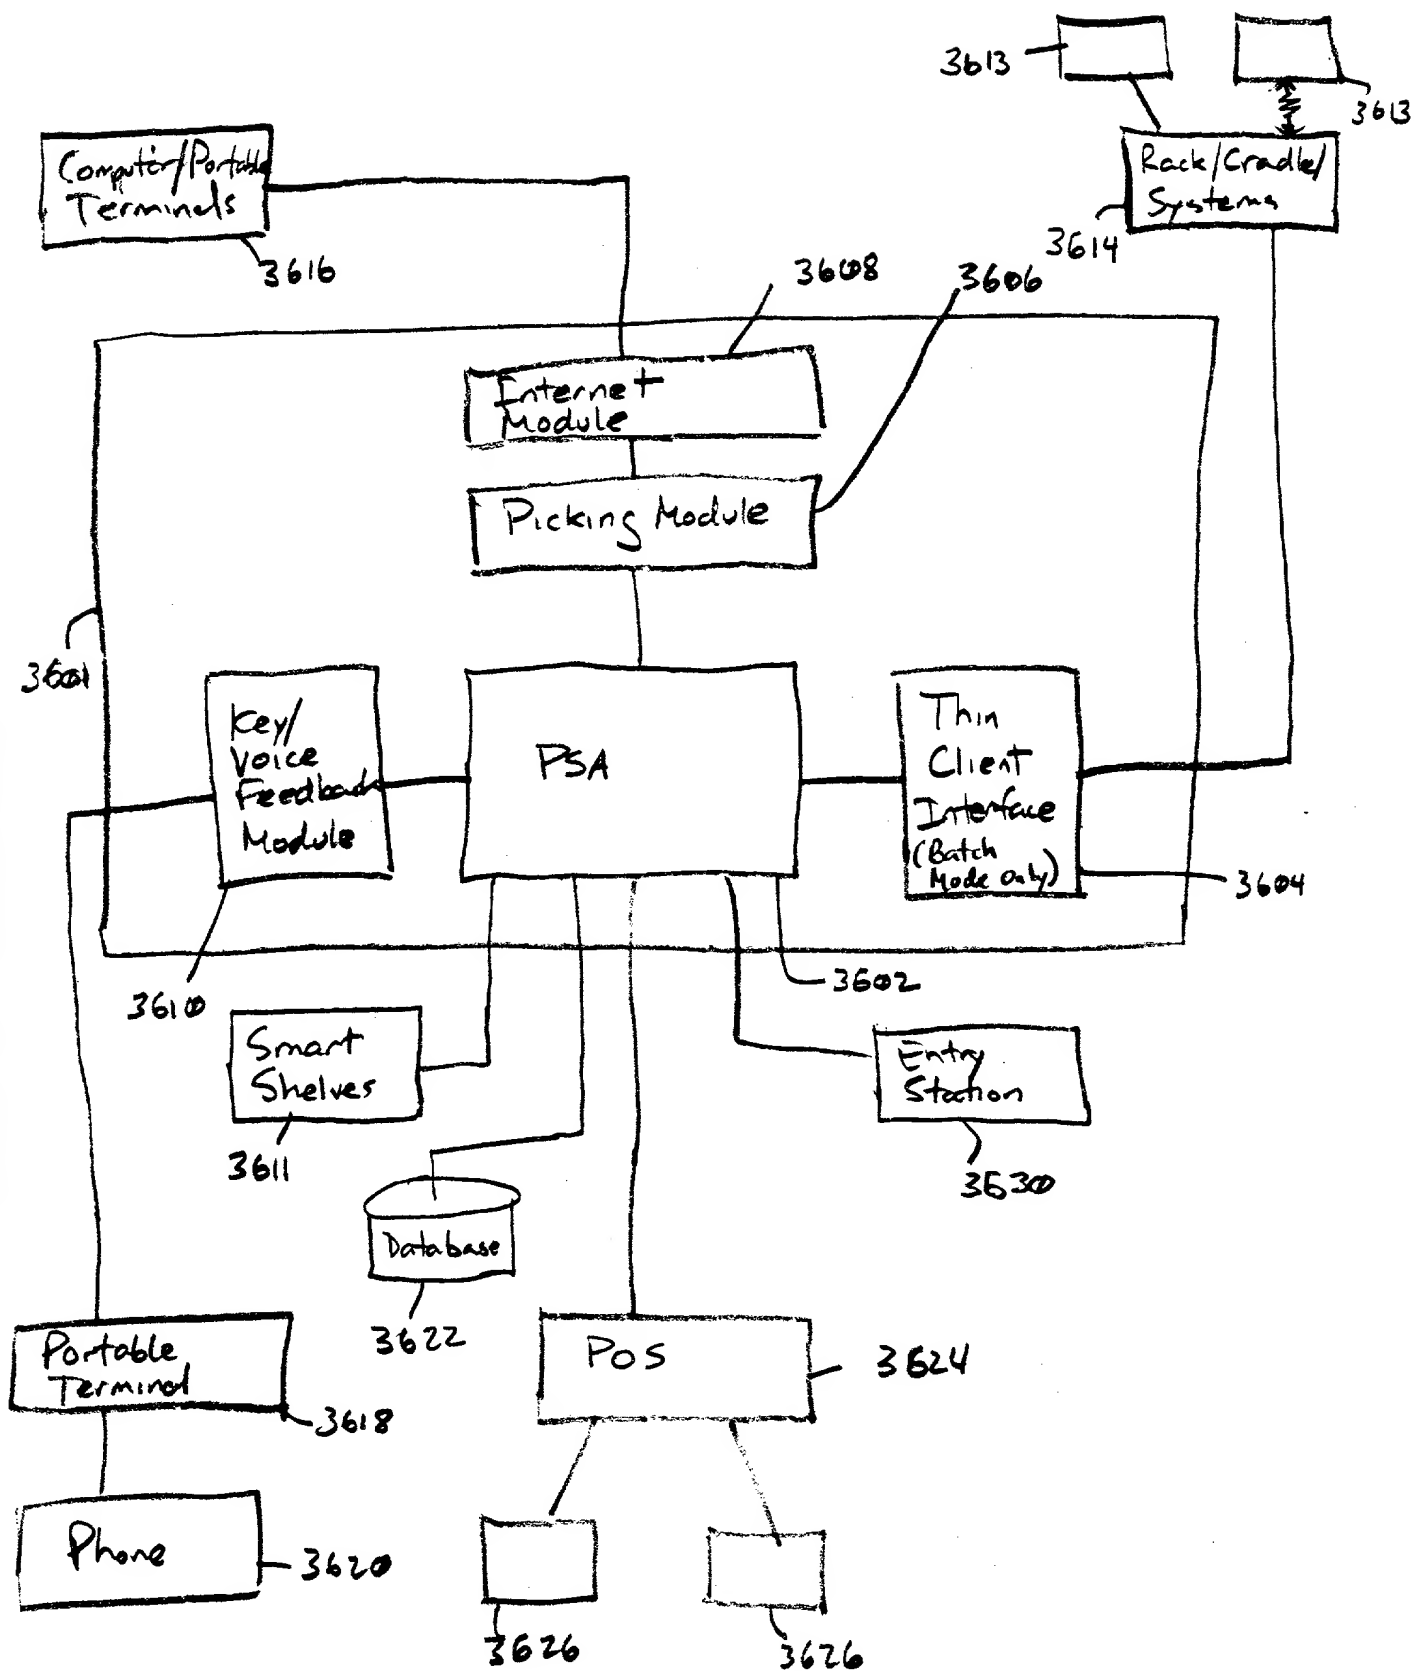 3613
3613
Computer/Portable
Terminals
3616
Rack/Cradle/
Systems
3614
3608
3606
Internet
Module
Picking Module
3601
Key/
Voice
Feedback
Module
PSA
Thin
Client
Interface
(Batch
Mode Only)
3604
3602
3610
Smart
Shelves
3611
Entry
Station
3630
Database
3622
Portable
Terminal
3618
POS
3624
Phone
3620
3626
3626